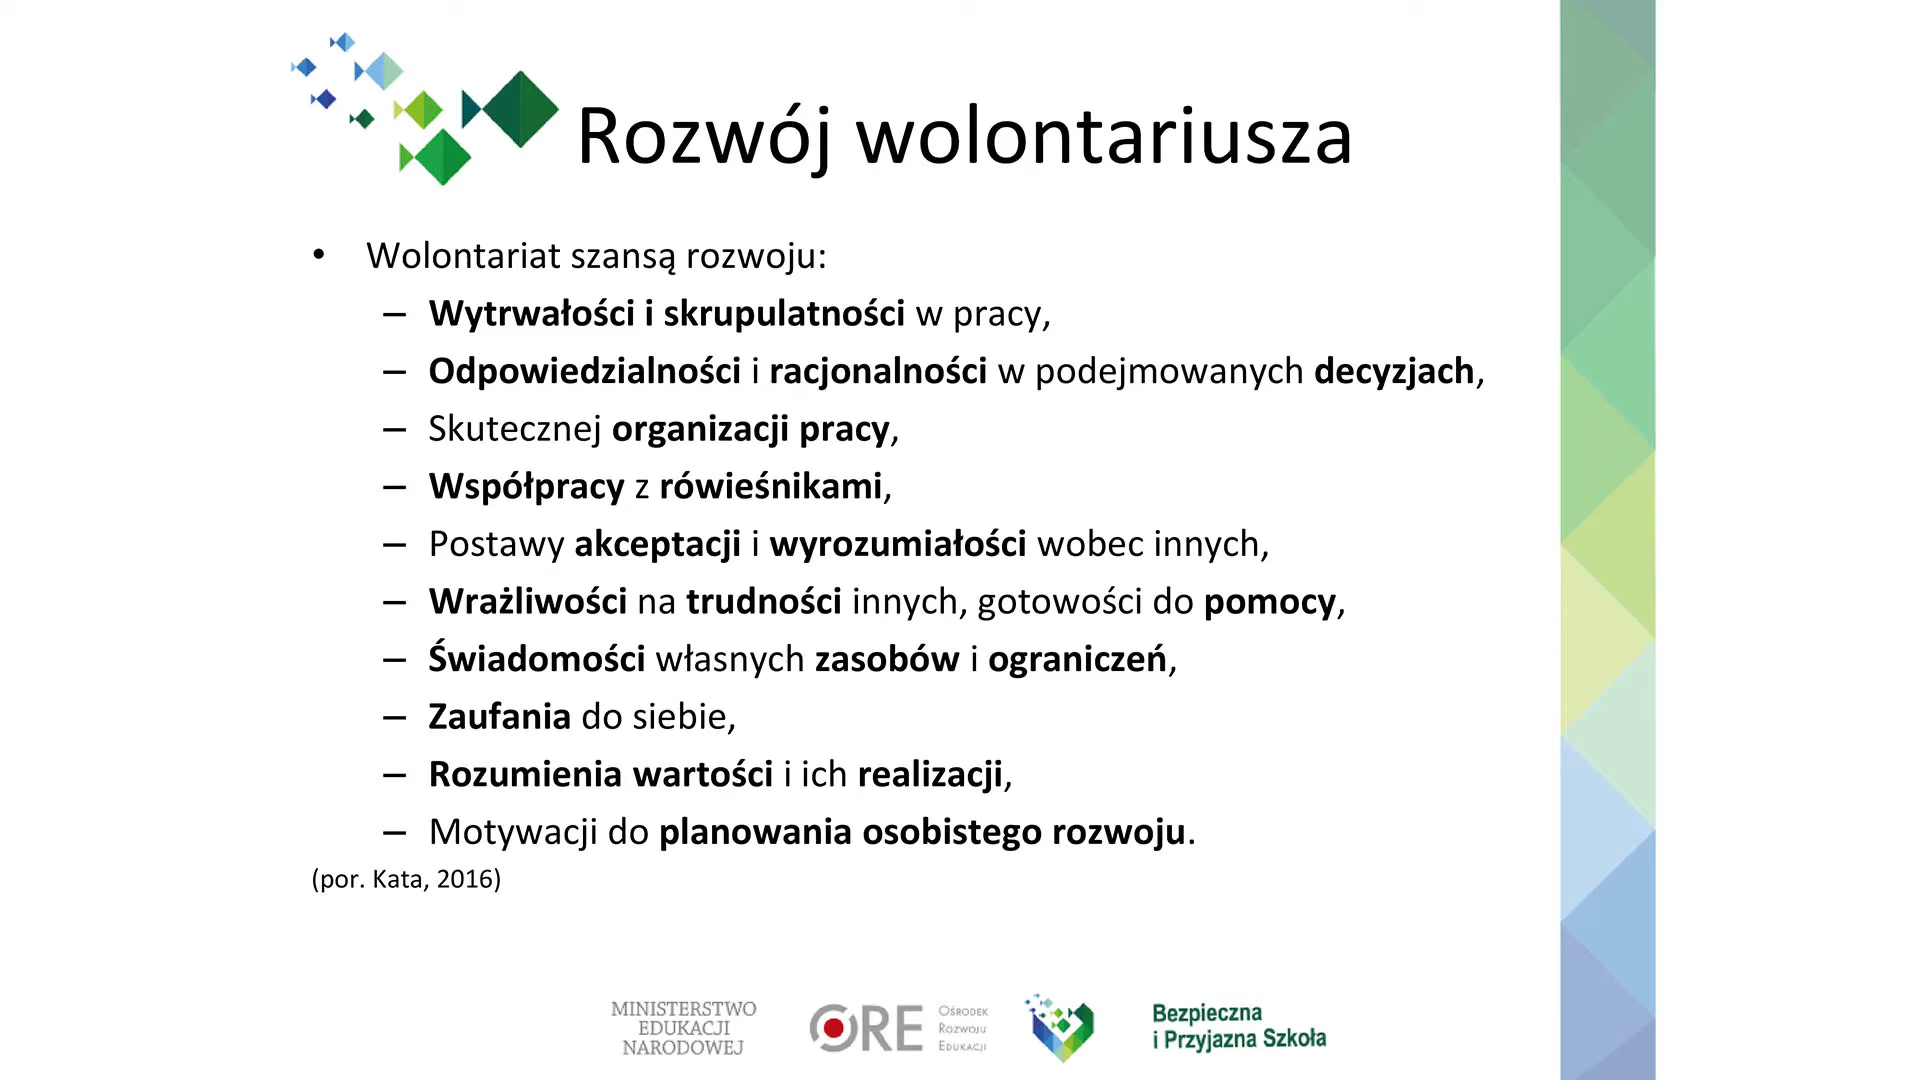 Rozwój wolontariusza
• Wolontariat szansą rozwoju:
– Wytrwałości i skrupulatności w pracy,
– Odpowiedzialności i racjonalności w podejmowanych decyzjach,
– Skutecznej organizacji pracy,
– Współpracy z rówieśnikami,
– Postawy akceptacji i wyrozumiałości wobec innych,
– Wrażliwości na trudności innych, gotowości do pomocy,
– Świadomości własnych zasobów i ograniczeń,
– Zaufania do siebie,
– Rozumienia wartości i ich realizacji,
– Motywacji do planowania osobistego rozwoju.
(por. Kata, 2016)
MINISTERSTWO
EDUKACJI
NARODOWEJ
ORE
Ośrodek
Rozwoju
Edukacji
Bezpieczna
i Przyjazna Szkoła